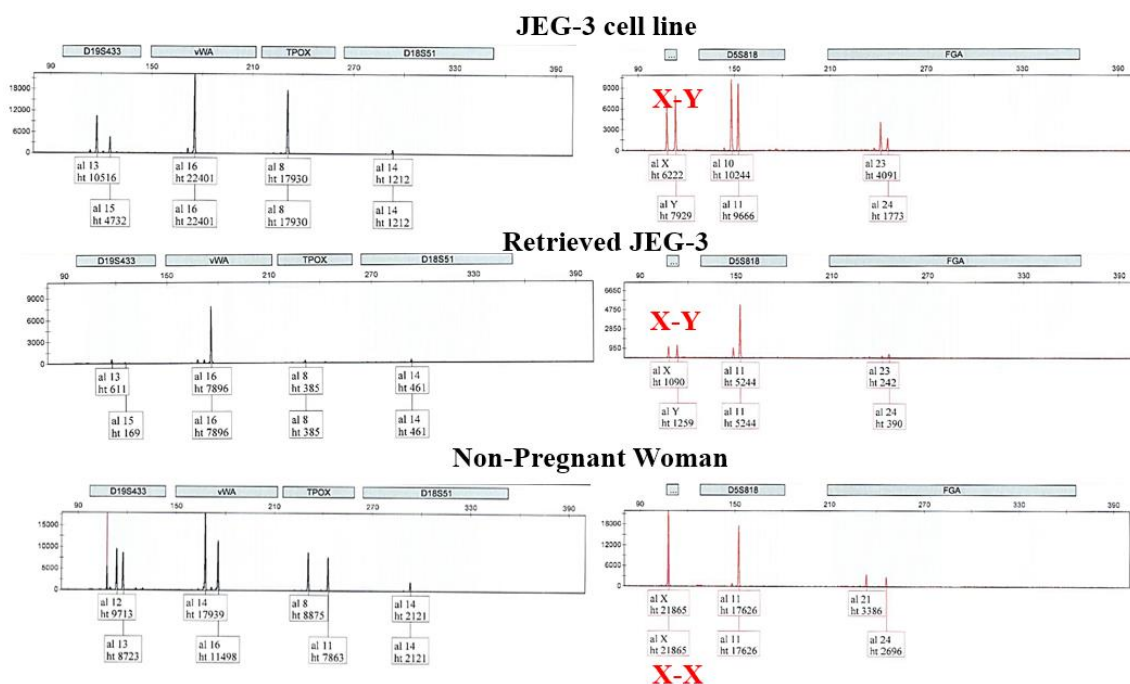 JEG-3 cell line
D19S433 vWA TPOX D18S51
90 150 210 270 330 390
18000
12000
6000
0
al 13 ht 10516
al 16 ht 22401
al 8 ht 17930
al 14 ht 1212
al 15 ht 4732
al 16 ht 22401
al 8 ht 17930
al 14 ht 1212
... D5S818 FGA
90 150 210 270 330 390
X-Y
9000
6000
3000
0
al X ht 6222
al 10 ht 10244
al 23 ht 4091
al Y ht 7929
al 11 ht 9666
al 24 ht 1773
Retrieved JEG-3
D19S433 vWA TPOX D18S51
90 150 210 270 330 390
9000
6000
3000
0
al 13 ht 611
al 16 ht 7896
al 8 ht 385
al 14 ht 461
al 15 ht 169
al 16 ht 7896
al 8 ht 385
al 14 ht 461
... D5S818 FGA
90 150 210 270 330 390
X-Y
6650
4750
2850
950
al X ht 1090
al 11 ht 5244
al 23 ht 242
al Y ht 1259
al 11 ht 5244
al 24 ht 390
Non-Pregnant Woman
D19S433 vWA TPOX D18S51
90 150 210 270 330 390
15000
10000
5000
0
al 12 ht 9713
al 14 ht 17939
al 8 ht 8875
al 14 ht 2121
al 13 ht 8723
al 16 ht 11498
al 11 ht 7863
al 14 ht 2121
... D5S818 FGA
90 150 210 270 330 390
18000
12000
6000
0
al X ht 21865
al 11 ht 17626
al 21 ht 3386
al X ht 21865
al 11 ht 17626
al 24 ht 2696
X-X